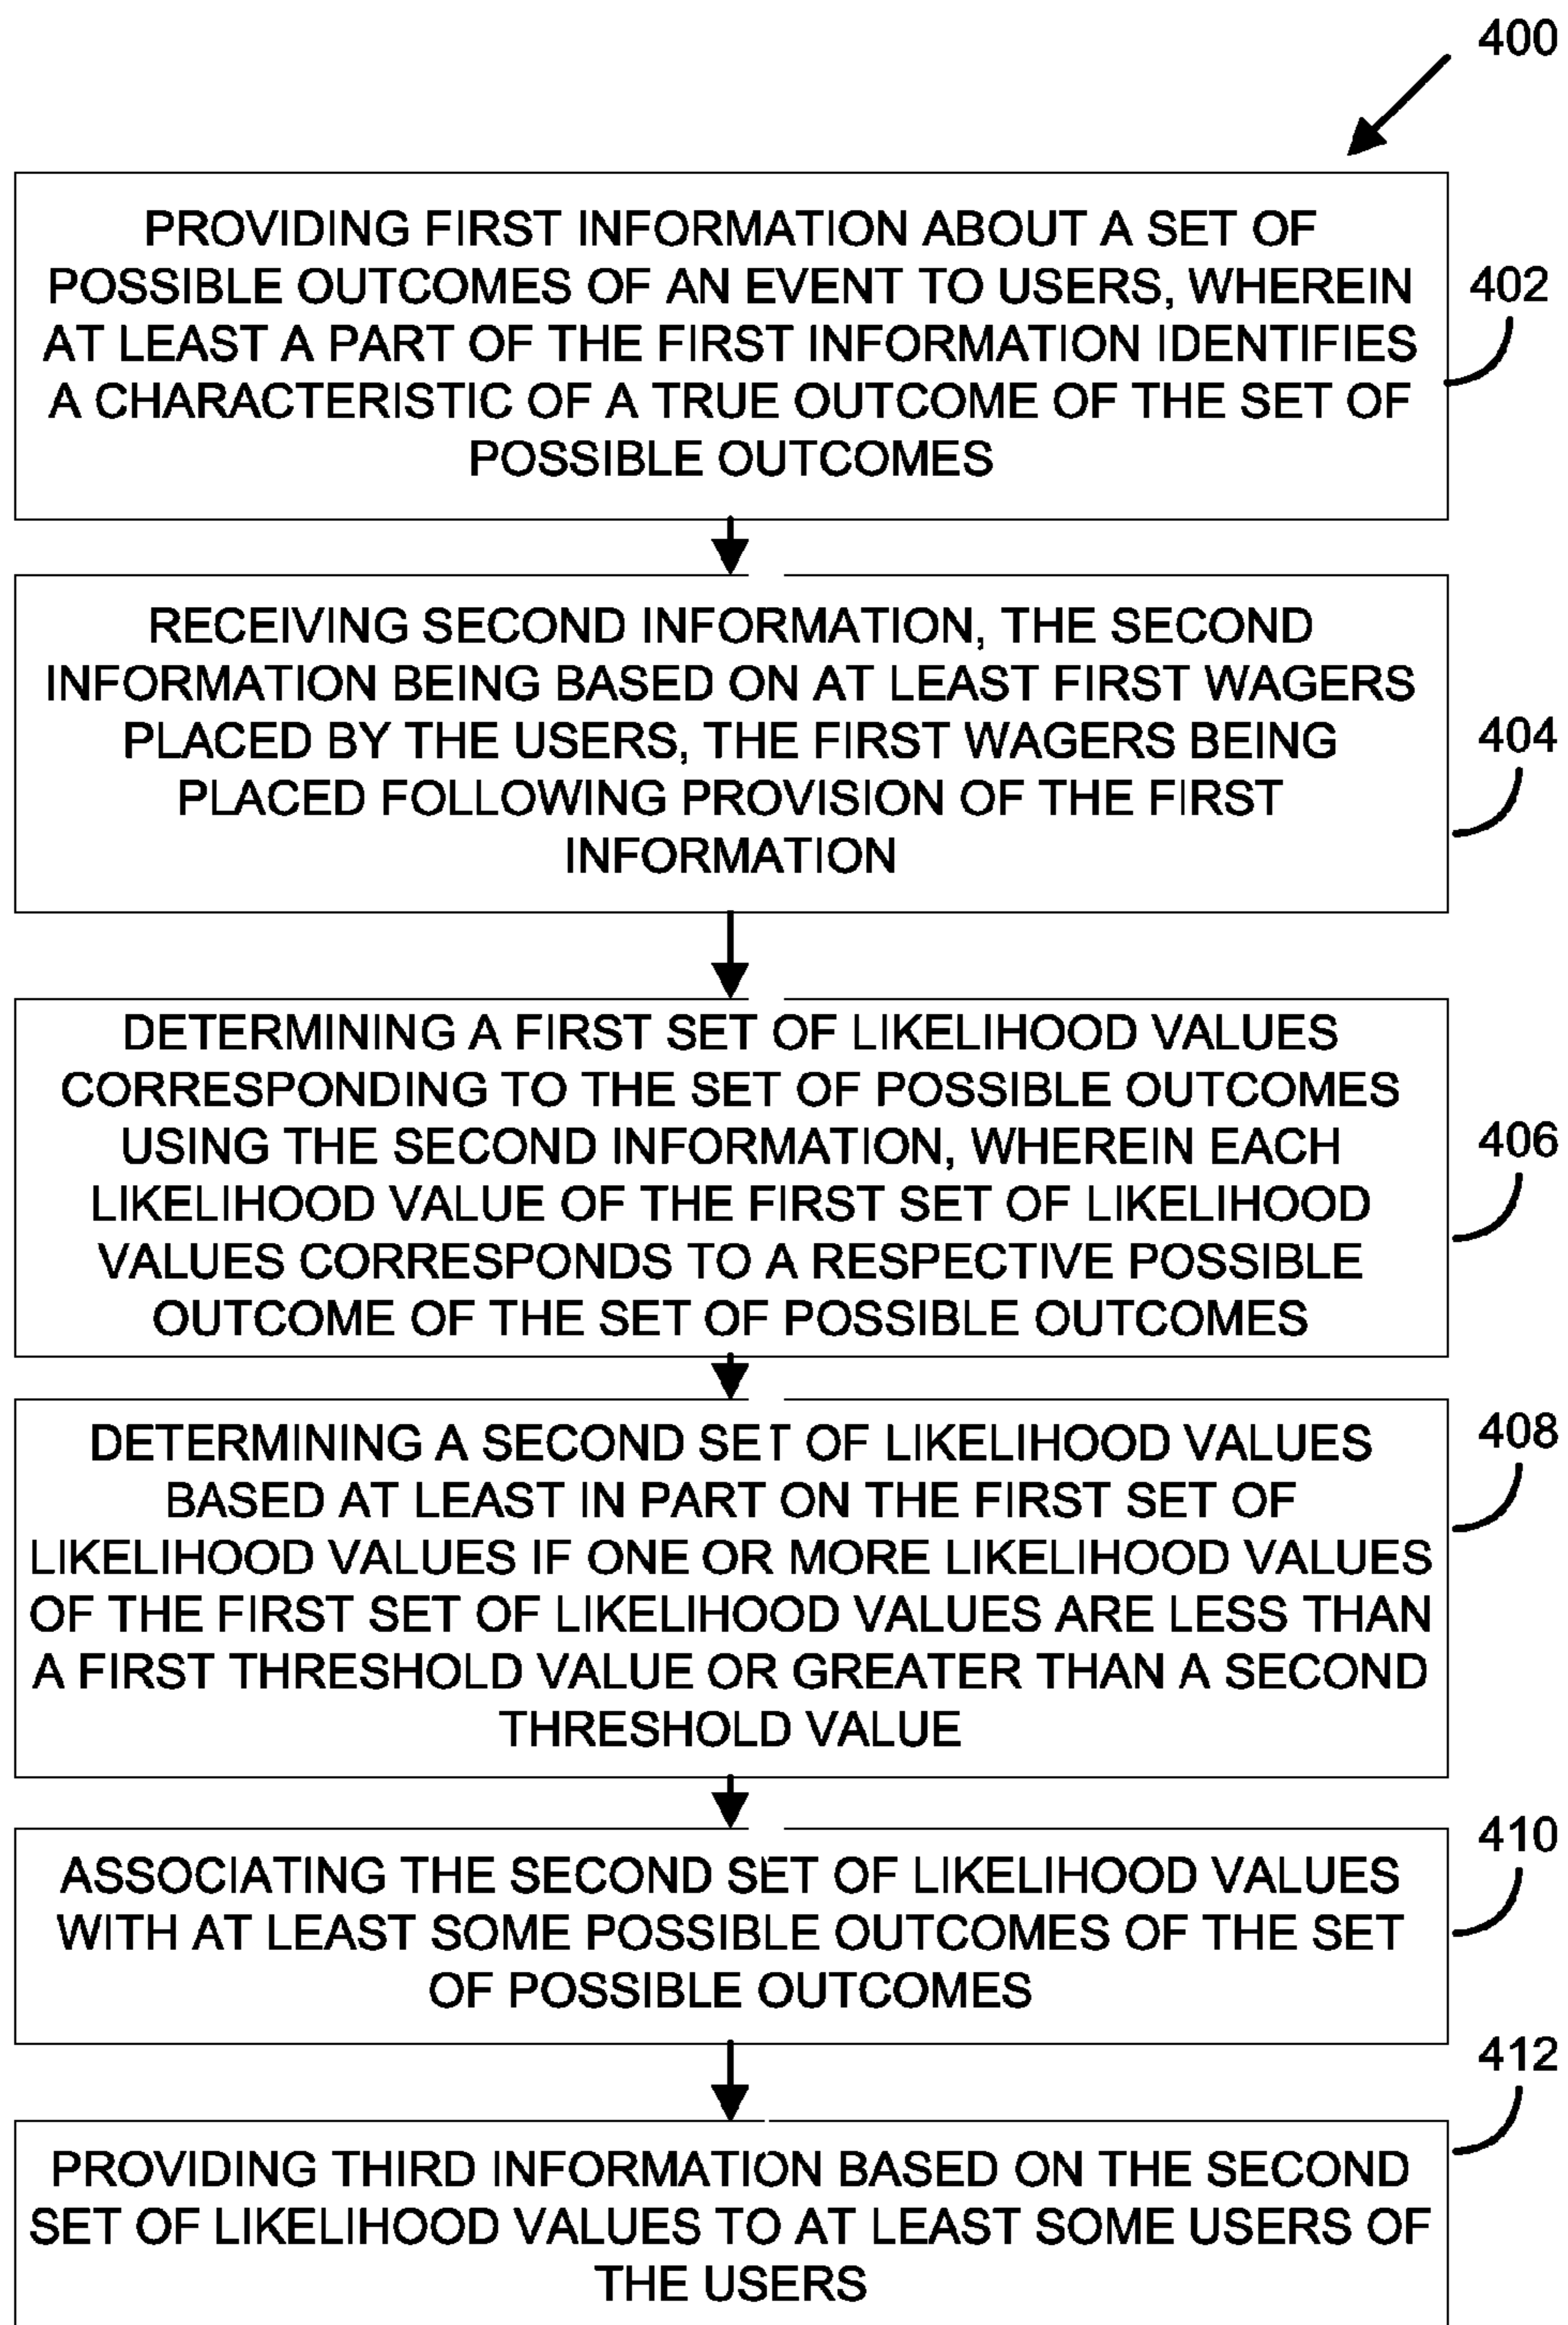 400
PROVIDING FIRST INFORMATION ABOUT A SET OF
POSSIBLE OUTCOMES OF AN EVENT TO USERS, WHEREIN
AT LEAST A PART OF THE FIRST INFORMATION IDENTIFIES
A CHARACTERISTIC OF A TRUE OUTCOME OF THE SET OF
POSSIBLE OUTCOMES
402
RECEIVING SECOND INFORMATION, THE SECOND
INFORMATION BEING BASED ON AT LEAST FIRST WAGERS
PLACED BY THE USERS, THE FIRST WAGERS BEING
PLACED FOLLOWING PROVISION OF THE FIRST
INFORMATION
404
DETERMINING A FIRST SET OF LIKELIHOOD VALUES
CORRESPONDING TO THE SET OF POSSIBLE OUTCOMES
USING THE SECOND INFORMATION, WHEREIN EACH
LIKELIHOOD VALUE OF THE FIRST SET OF LIKELIHOOD
VALUES CORRESPONDS TO A RESPECTIVE POSSIBLE
OUTCOME OF THE SET OF POSSIBLE OUTCOMES
406
DETERMINING A SECOND SET OF LIKELIHOOD VALUES
BASED AT LEAST IN PART ON THE FIRST SET OF
LIKELIHOOD VALUES IF ONE OR MORE LIKELIHOOD VALUES
OF THE FIRST SET OF LIKELIHOOD VALUES ARE LESS THAN
A FIRST THRESHOLD VALUE OR GREATER THAN A SECOND
THRESHOLD VALUE
408
ASSOCIATING THE SECOND SET OF LIKELIHOOD VALUES
WITH AT LEAST SOME POSSIBLE OUTCOMES OF THE SET
OF POSSIBLE OUTCOMES
410
PROVIDING THIRD INFORMATION BASED ON THE SECOND
SET OF LIKELIHOOD VALUES TO AT LEAST SOME USERS OF
THE USERS
412